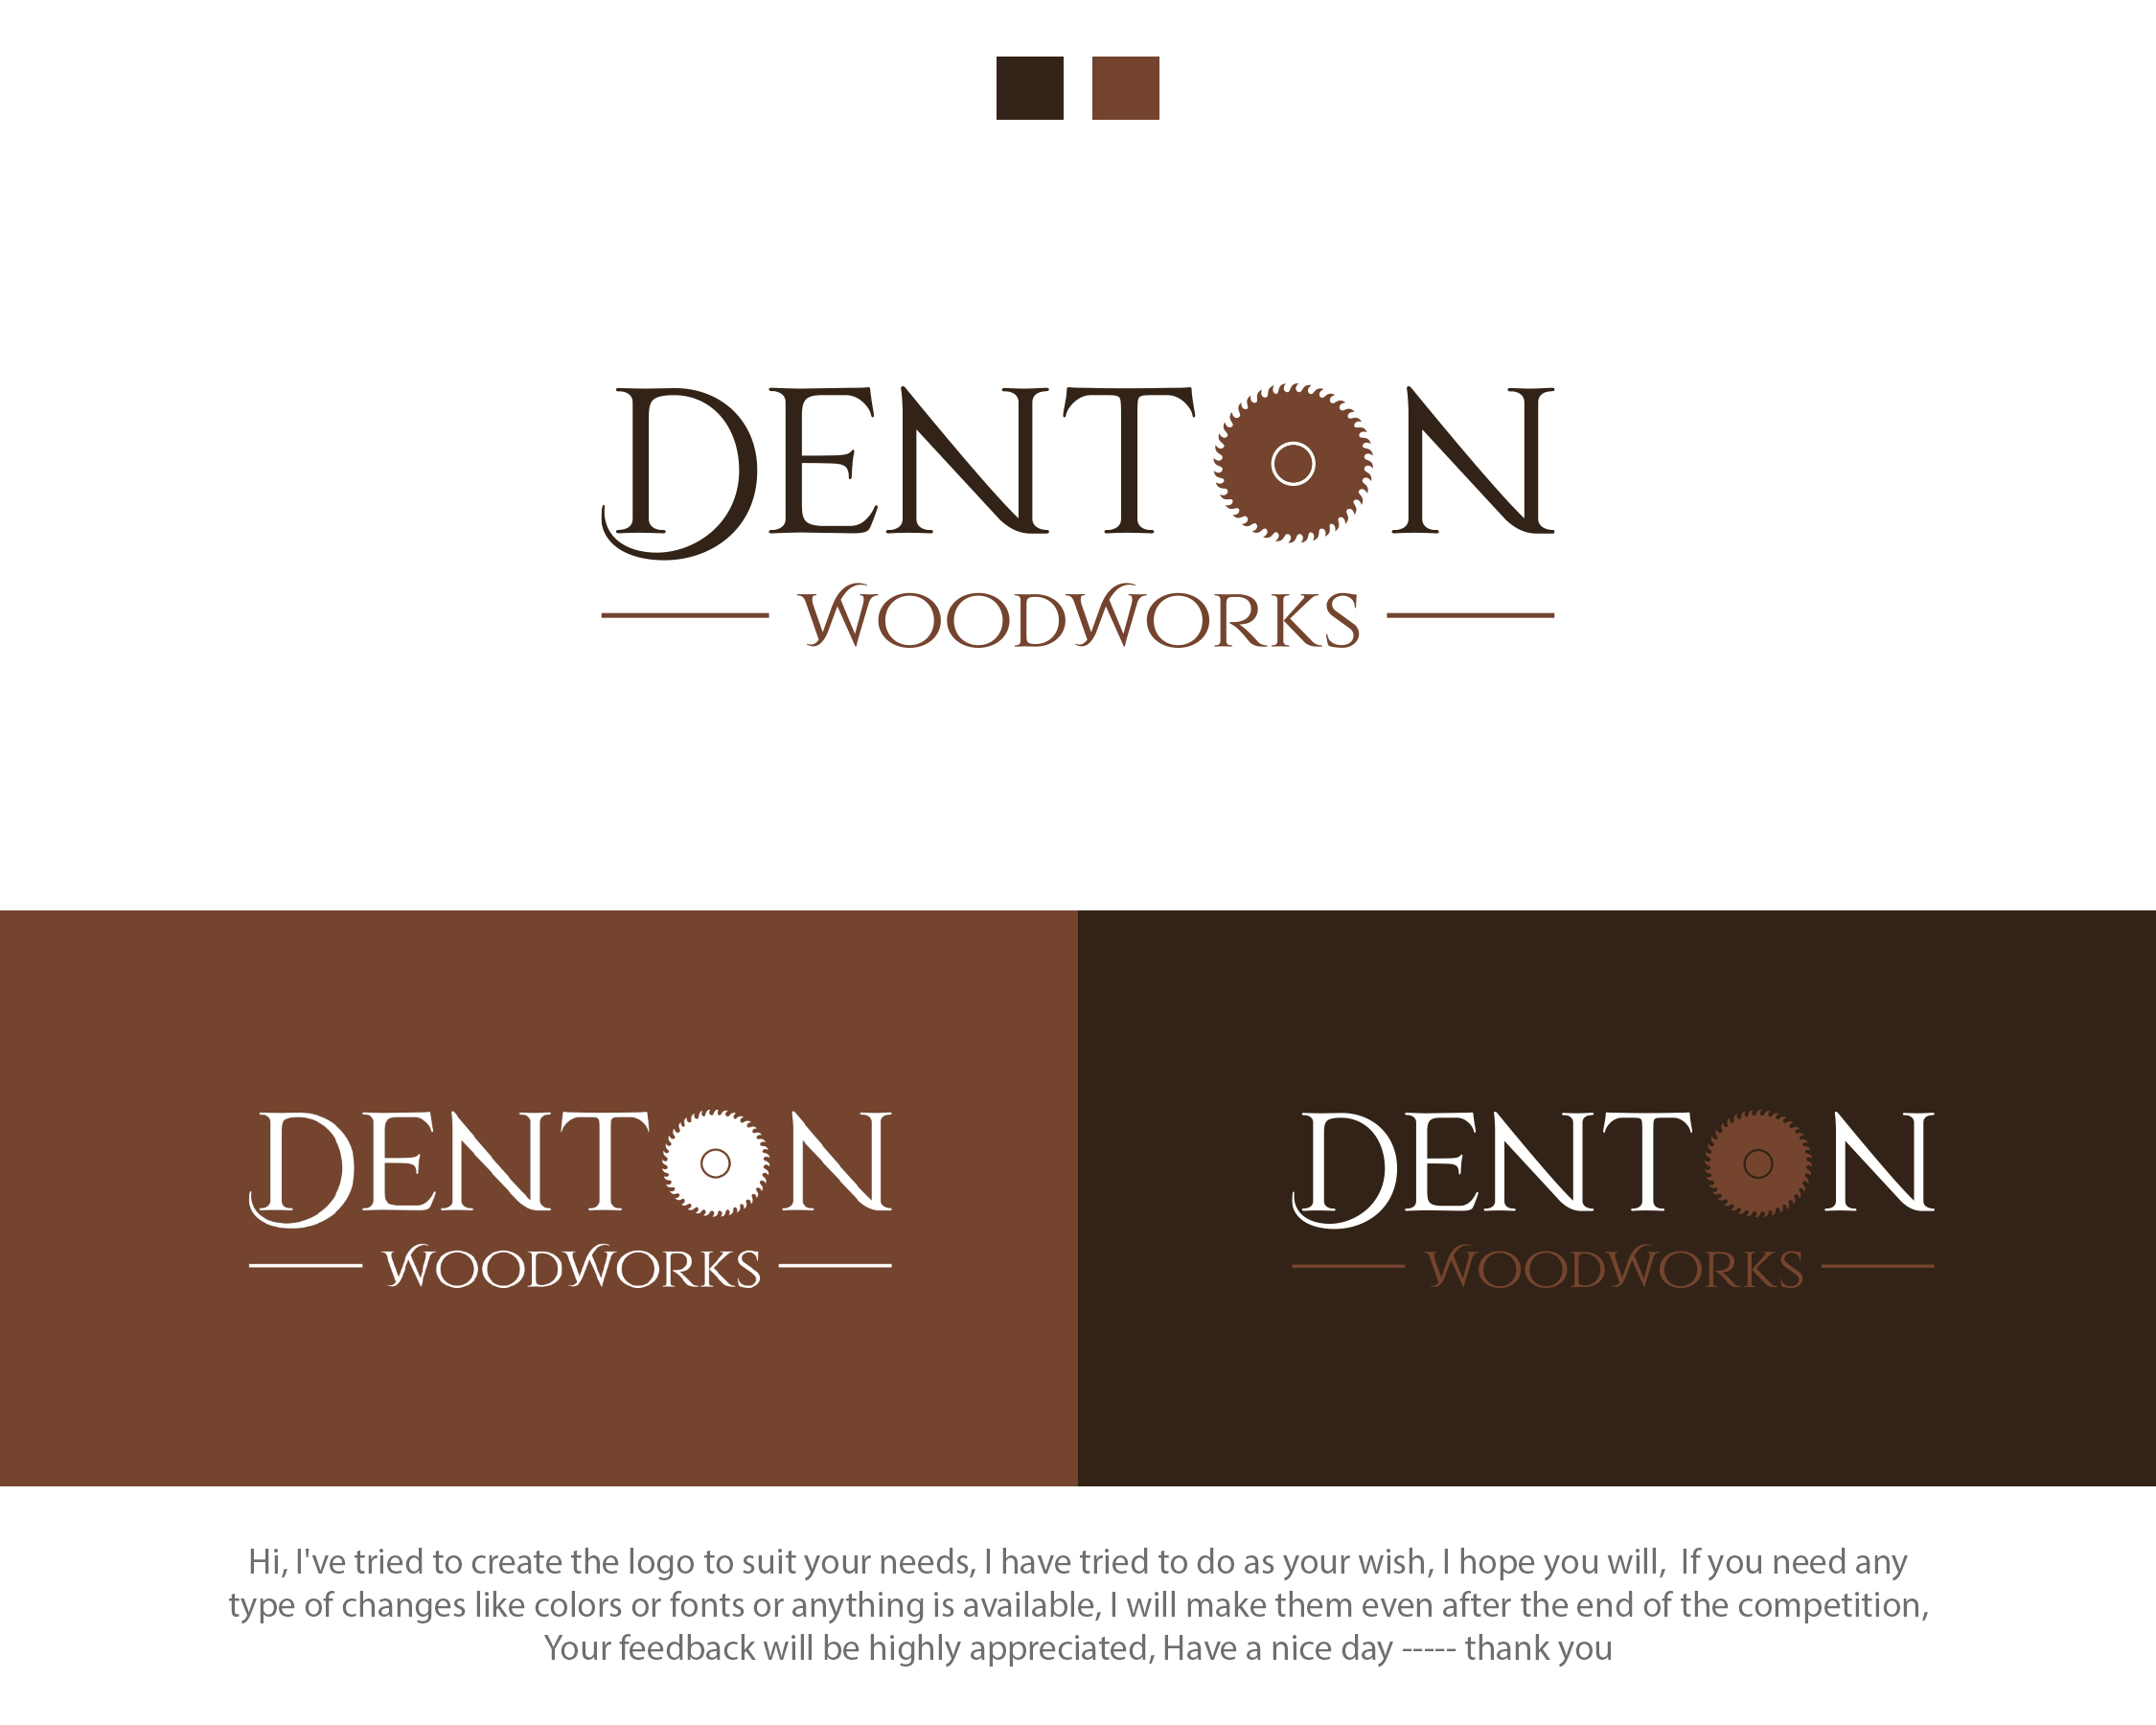 DENTON
WOODWORKS
DENTON
WOODWORKS
DENTON
WOODWORKS
Hi, I've tried to create the logo to suit your needs, I have tried to do as your wish, I hope you will,  If you need any
type of changes like colors or fonts or anything is available, I will make them even after the end of the competition,
Your feedback will be highly appreciated, Have a nice day ----- thank you